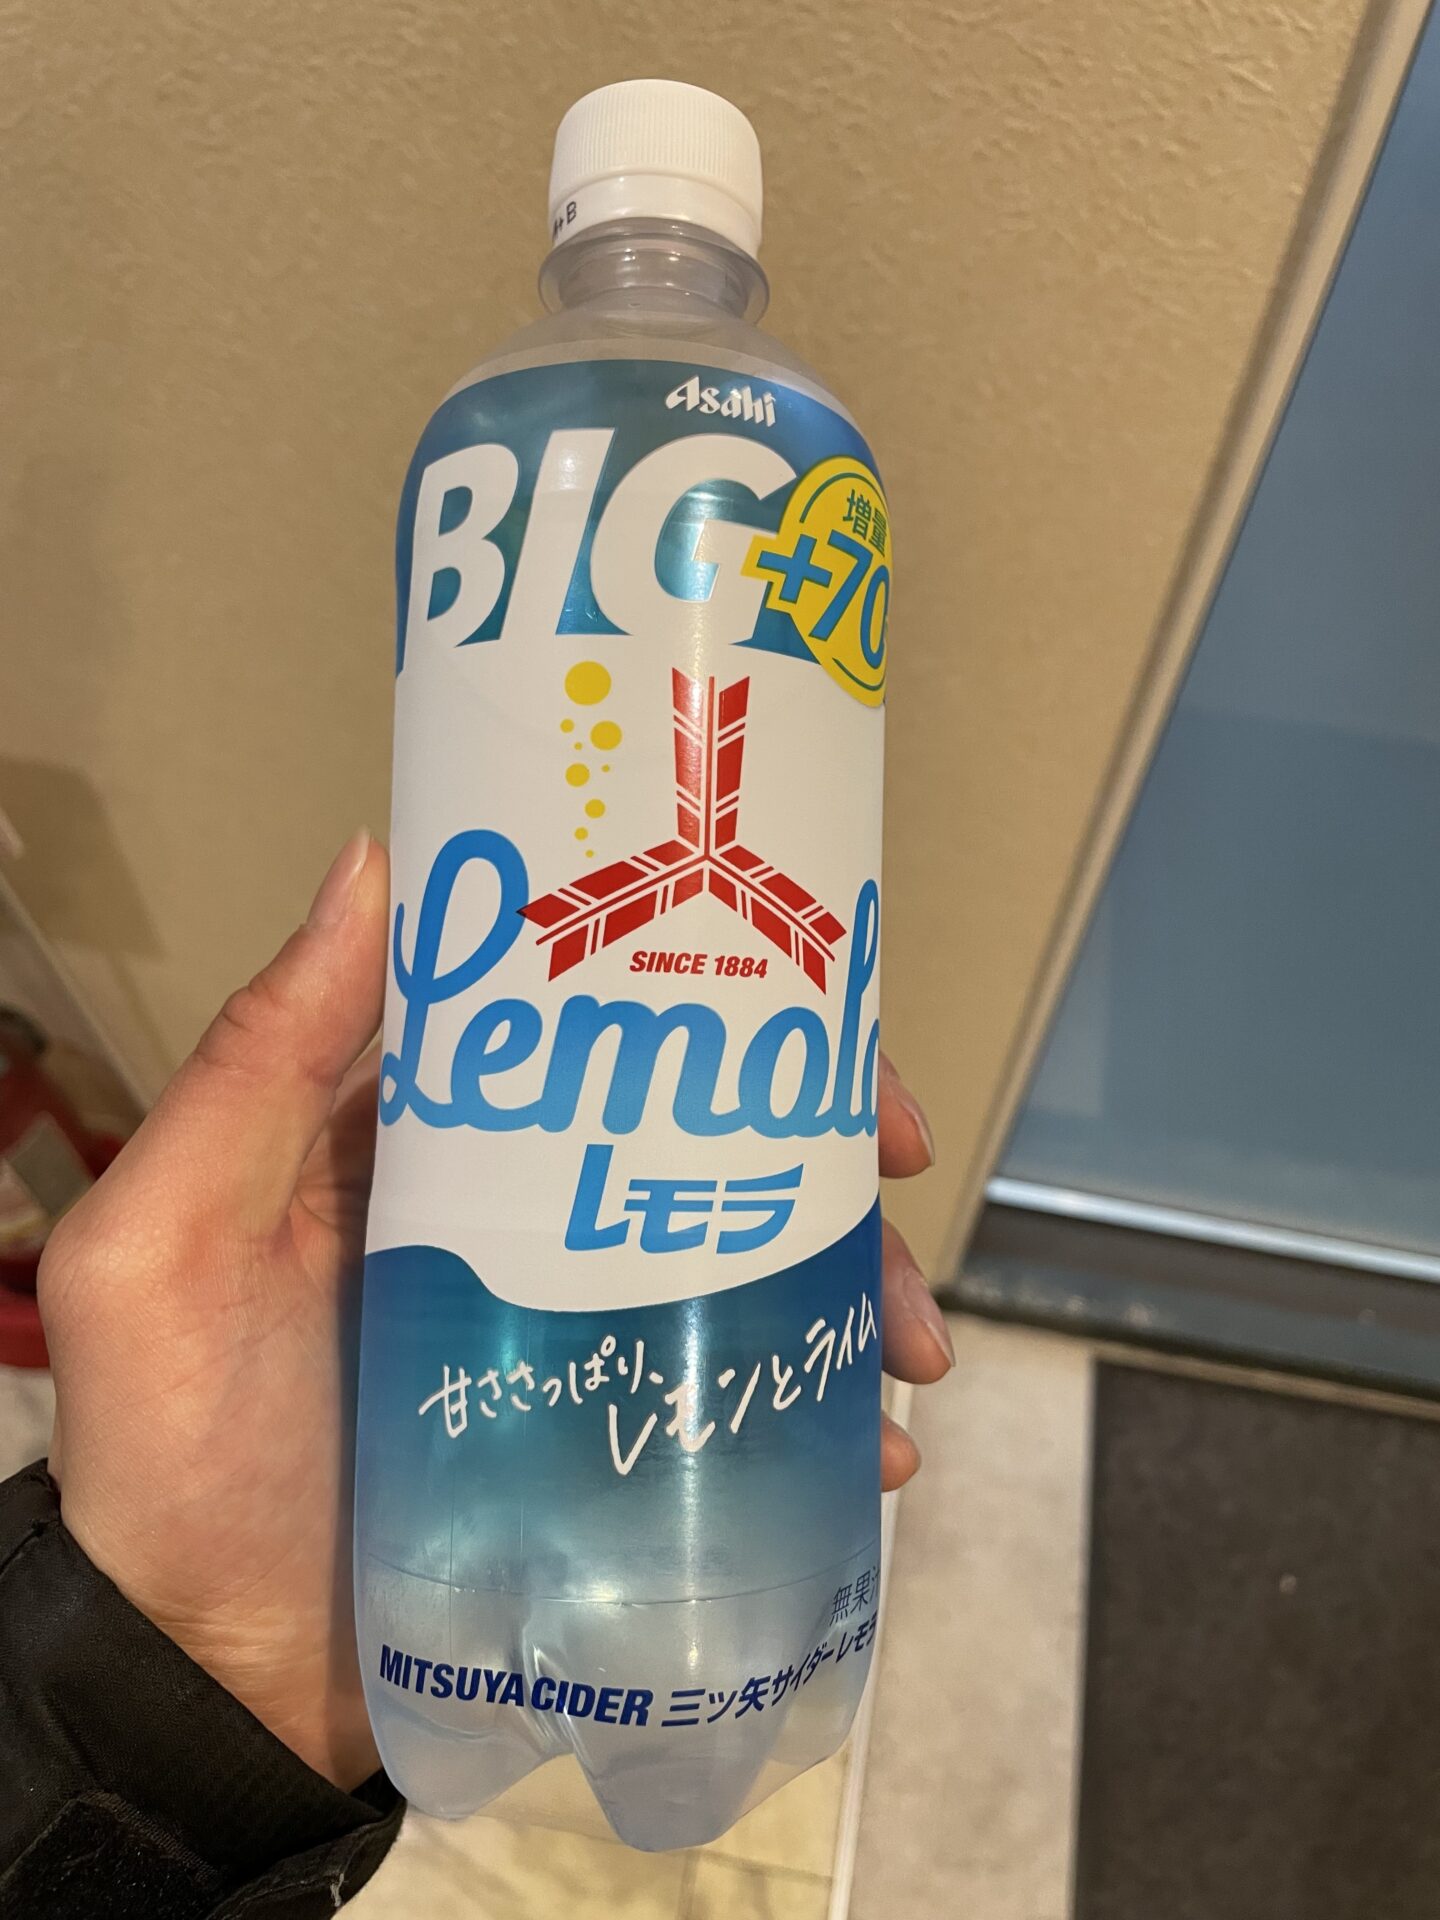 Asahi
BIG
増量
+70
SINCE 1884
Lemola
レモラ
甘ささっぱり、レモンとライム
MITSUYA CIDER 三ツ矢サイダーレモラ